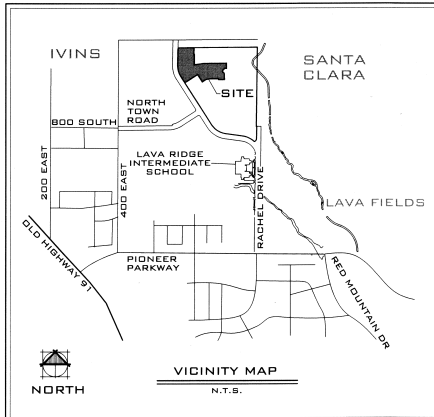 IVINS
SANTA
CLARA
SITE
NORTH
TOWN
ROAD
800 SOUTH
LAVA RIDGE
INTERMEDIATE
SCHOOL
200 EAST
400 EAST
RACHEL DRIVE
LAVA FIELDS
OLD HIGHWAY 91
PIONEER
PARKWAY
RED MOUNTAIN DR
NORTH
VICINITY MAP
N.T.S.